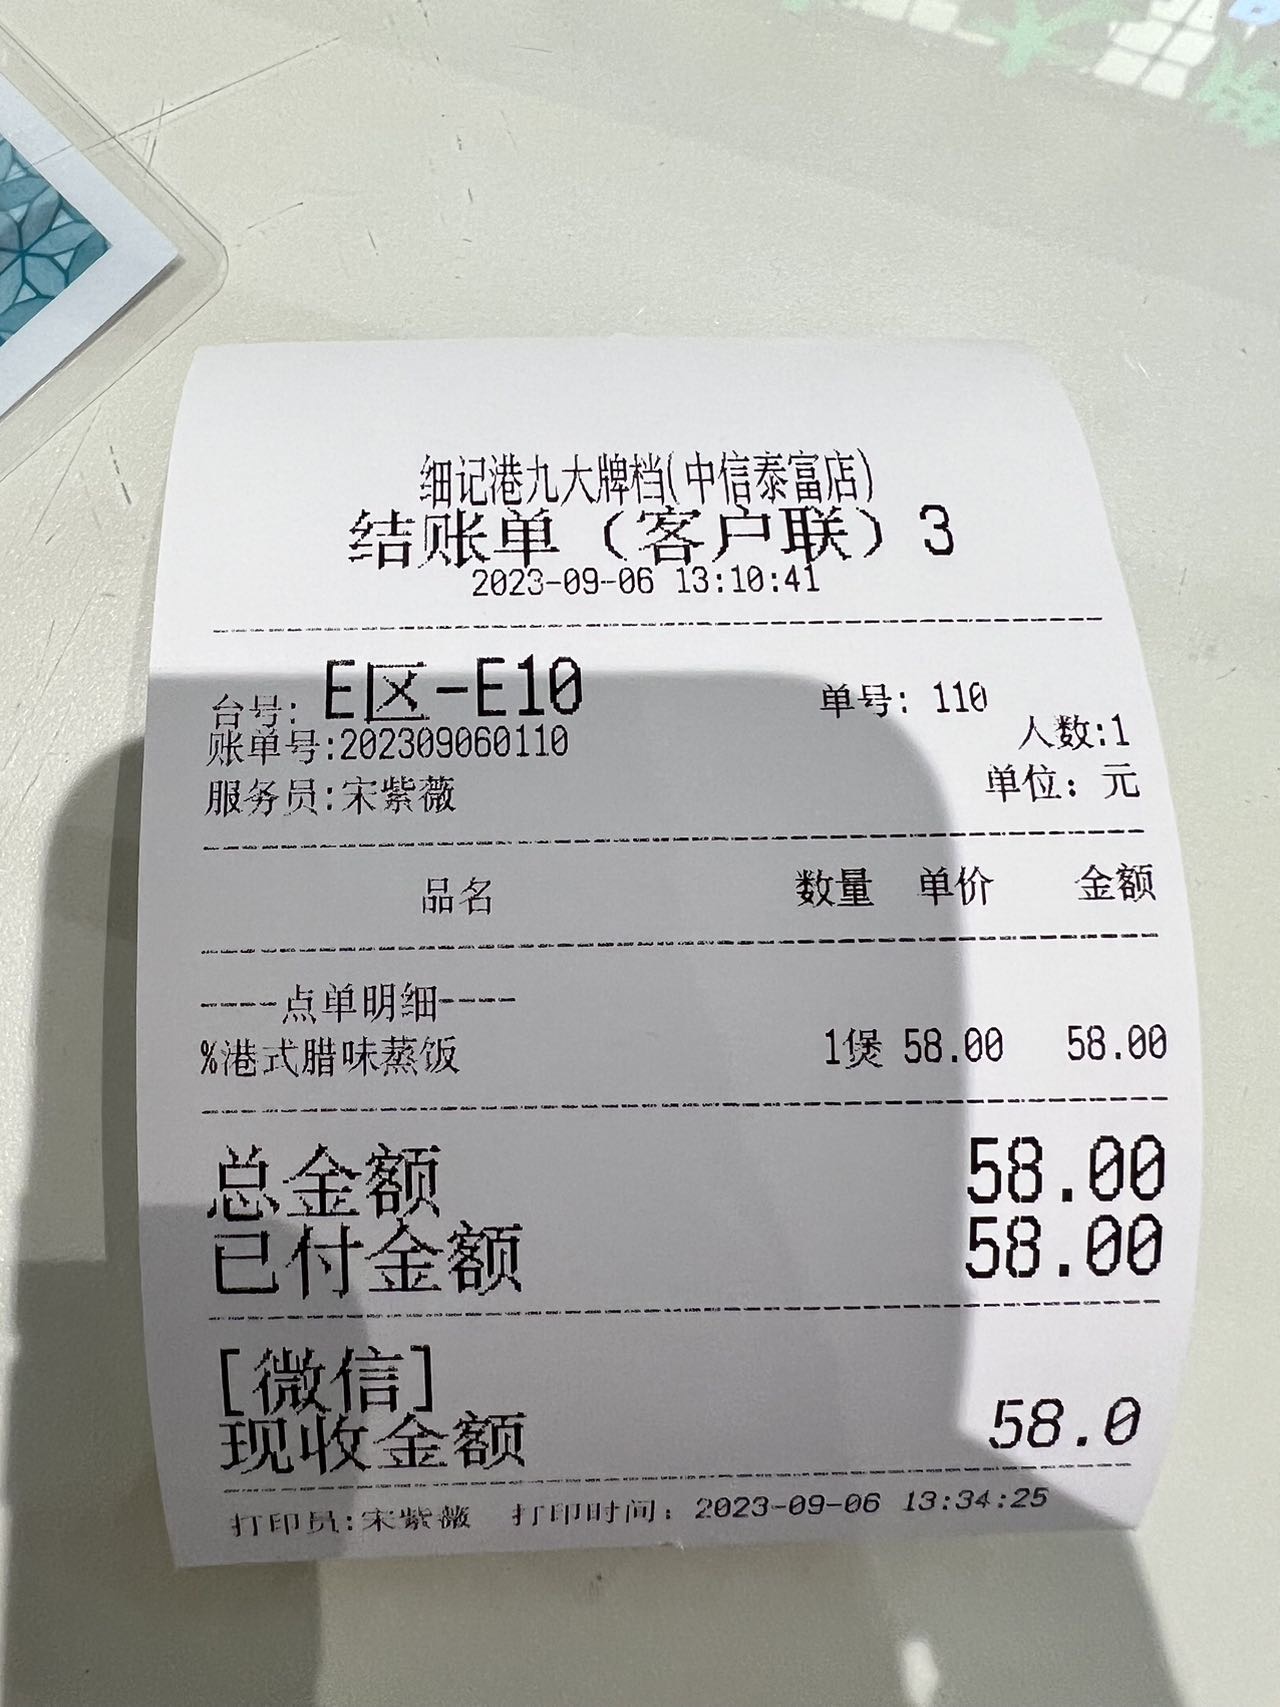 细记港九大牌档(中信泰富店)
结账单（客户联）3
2023-09-06 13:10:41
台号: E区-E10 单号: 110
账单号:202309060110 人数:1
服务员:宋紫薇 单位: 元
品名 数量 单价 金额
----点单明细----
%港式腊味蒸饭 1煲 58.00 58.00
总金额 58.00
已付金额 58.00
[微信]
现收金额 58.0
打印员:宋紫薇 打印时间: 2023-09-06 13:34:25